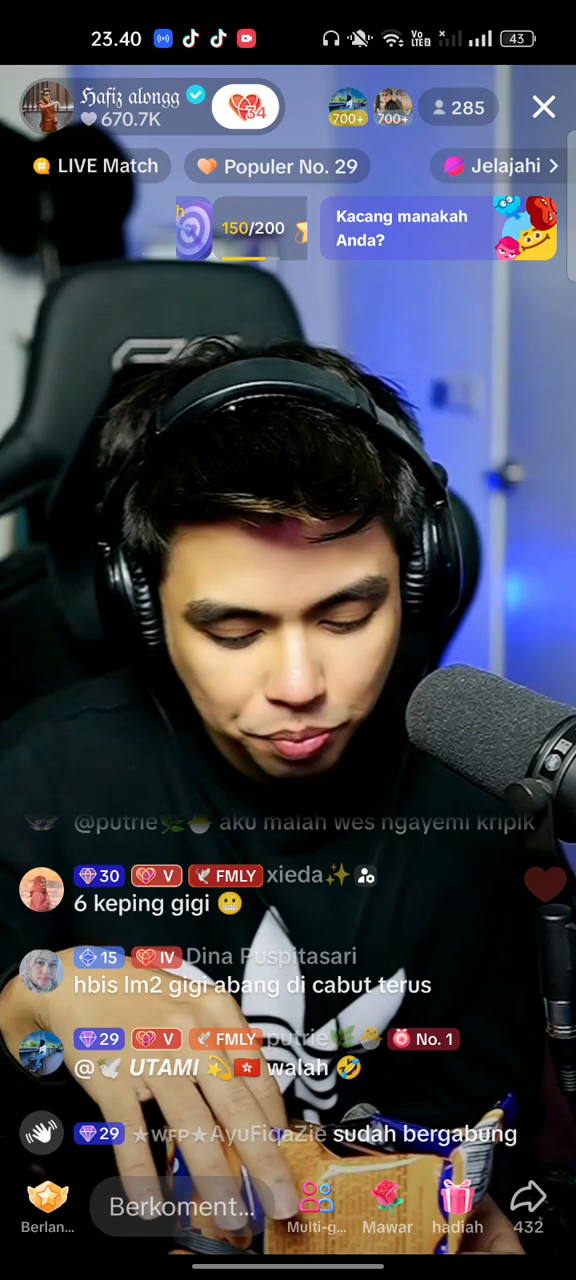 23.40
Vo
LTE2
43
Hafiz alongg
670.7K
34
700+
700+
285
LIVE Match
Populer No. 29
Jelajahi
150/200
Kacang manakah
Anda?
@putrie🌿🐣 aku malah wes ngayemi kripik
30 V FMLY xieda✨
6 keping gigi 😬
15 IV Dina Puspitasari
hbis lm2 gigi abang di cabut terus
29 V FMLY putrie🌿🐣 No. 1
@🕊 UTAMI 💫🇭🇰 walah 🤣
29 ★WFP★AyuFiqaZie sudah bergabung
Berlan...
Berkoment...
Multi-g...
Mawar
hadiah
432